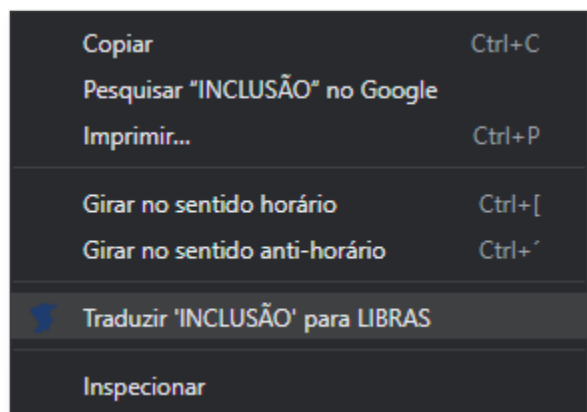 Copiar Ctrl+C
Pesquisar “INCLUSÃO” no Google
Imprimir... Ctrl+P
Girar no sentido horário Ctrl+[
Girar no sentido anti-horário Ctrl+´
Traduzir 'INCLUSÃO' para LIBRAS
Inspecionar